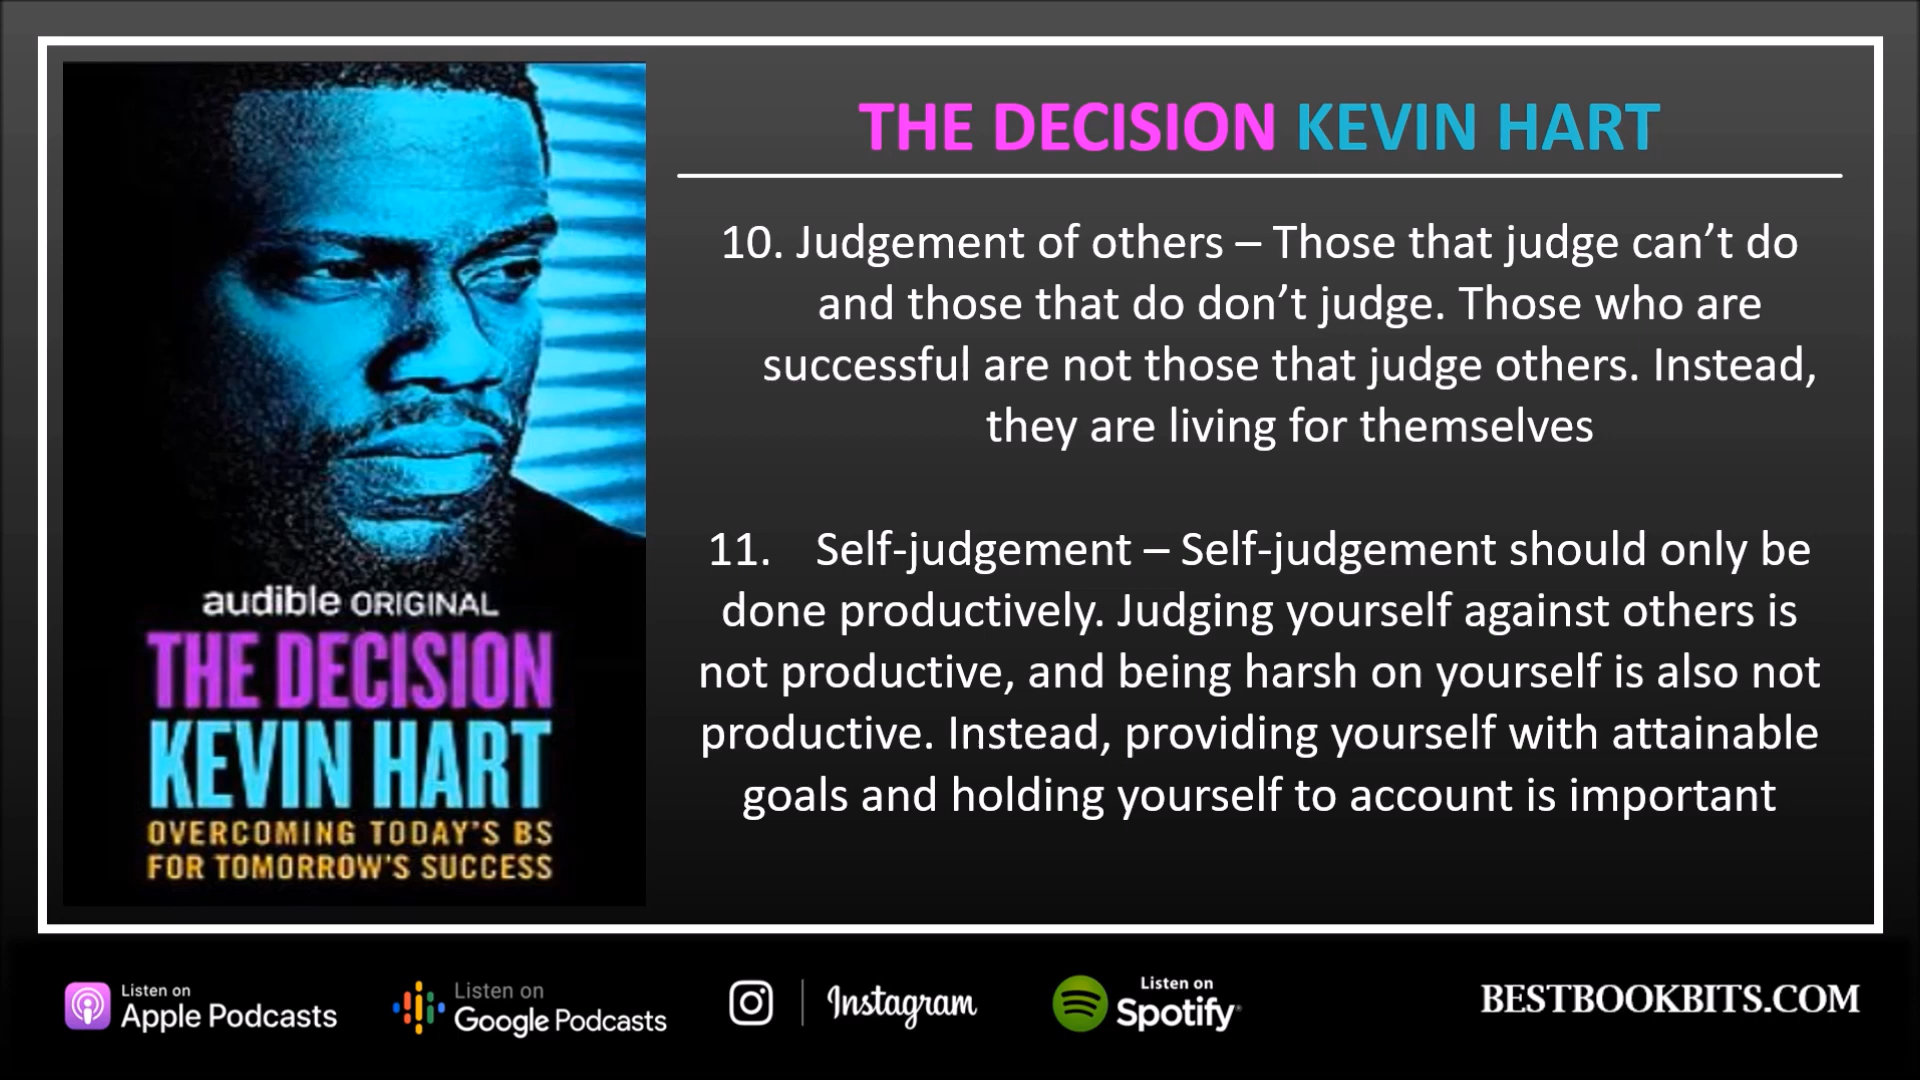 THE DECISION KEVIN HART
10. Judgement of others – Those that judge can’t do
and those that do don’t judge. Those who are
successful are not those that judge others. Instead,
they are living for themselves
11. Self-judgement – Self-judgement should only be
done productively. Judging yourself against others is
not productive, and being harsh on yourself is also not
productive. Instead, providing yourself with attainable
goals and holding yourself to account is important
audible ORIGINAL
THE DECISION
KEVIN HART
OVERCOMING TODAY'S BS
FOR TOMORROW'S SUCCESS
Listen on
Apple Podcasts
Listen on
Google Podcasts
Instagram
Listen on
Spotify
BESTBOOKBITS.COM